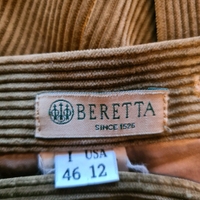 BERETTA
SINCE 1526
I USA
46 12